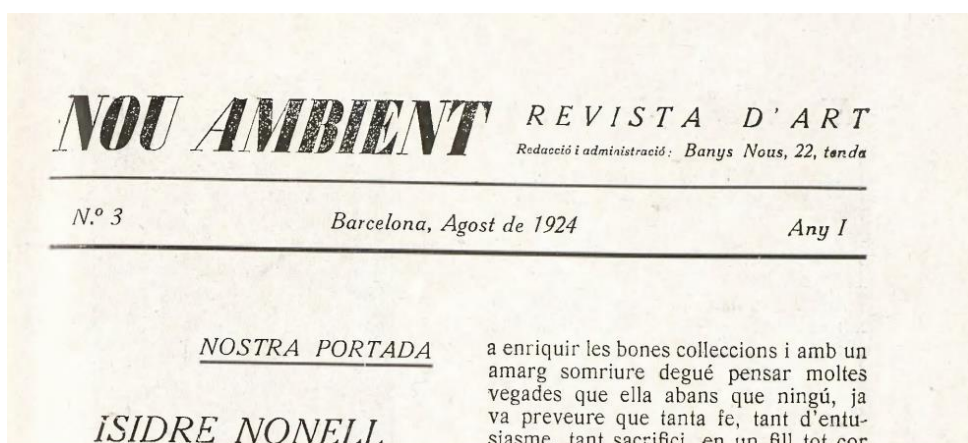 NOU AMBIENT
REVISTA D'ART
Redacció i administració: Banys Nous, 22, tenda
N.º 3
Barcelona, Agost de 1924
Any I
NOSTRA PORTADA
ISIDRE NONELL
a enriquir les bones colleccions i amb un
amarg somriure degué pensar moltes
vegades que ella abans que ningú, ja
va preveure que tanta fe, tant d'entu-
siasme, tant sacrifici, en un fill tot cor